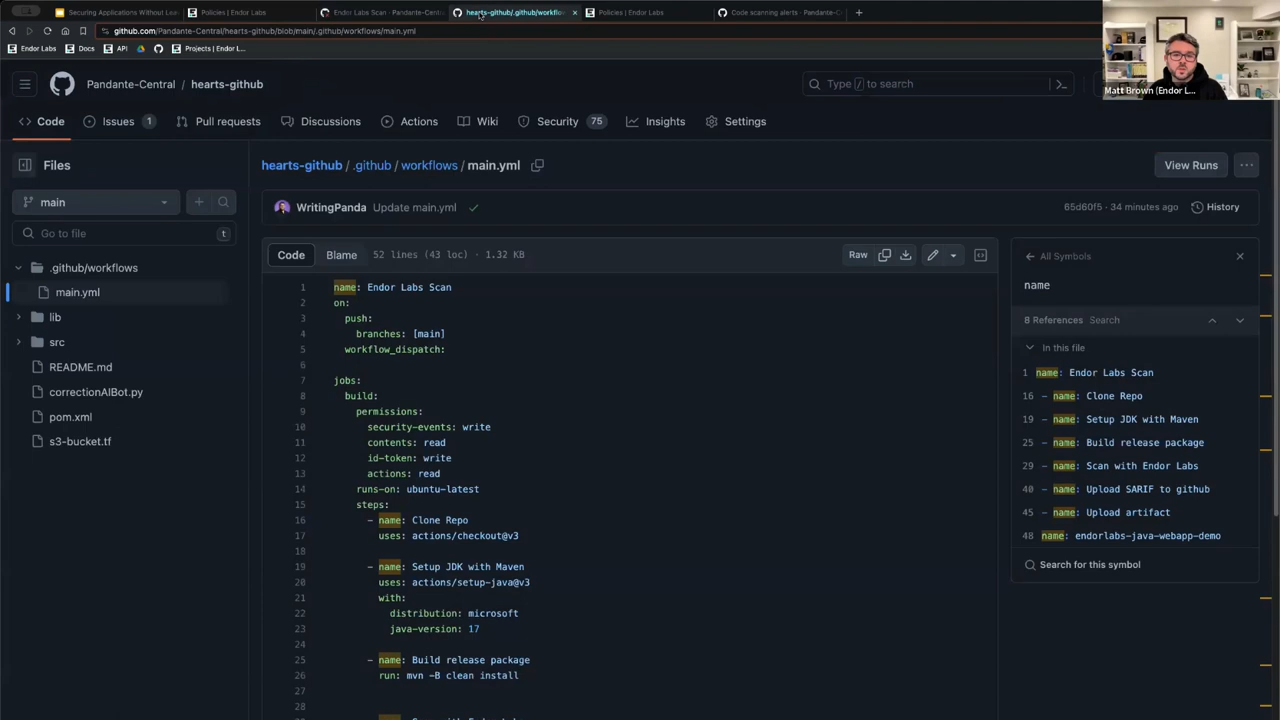 Securing Applications Without Lea
Policies | Endor Labs
Endor Labs Scan · Pandante-Centr
hearts-github/.github/workflo
Policies | Endor Labs
Code scanning alerts · Pandante-C
github.com/Pandante-Central/hearts-github/blob/main/.github/workflows/main.yml
Endor Labs
Docs
API
Projects | Endor L...
Matt Brown (Endor L...
Pandante-Central / hearts-github
Type / to search
Code
Issues 1
Pull requests
Discussions
Actions
Wiki
Security 75
Insights
Settings
Files
main
Go to file
t
.github/workflows
main.yml
lib
src
README.md
correctionAIBot.py
pom.xml
s3-bucket.tf
hearts-github / .github / workflows / main.yml
View Runs
WritingPanda Update main.yml
65d60f5 · 34 minutes ago
History
Code
Blame
52 lines (43 loc) · 1.32 KB
Raw
1 name: Endor Labs Scan
2 on:
3 push:
4 branches: [main]
5 workflow_dispatch:
6
7 jobs:
8 build:
9 permissions:
10 security-events: write
11 contents: read
12 id-token: write
13 actions: read
14 runs-on: ubuntu-latest
15 steps:
16 - name: Clone Repo
17 uses: actions/checkout@v3
18
19 - name: Setup JDK with Maven
20 uses: actions/setup-java@v3
21 with:
22 distribution: microsoft
23 java-version: 17
24
25 - name: Build release package
26 run: mvn -B clean install
27
All Symbols
name
8 References Search
In this file
1 name: Endor Labs Scan
16 - name: Clone Repo
19 - name: Setup JDK with Maven
25 - name: Build release package
29 - name: Scan with Endor Labs
40 - name: Upload SARIF to github
45 - name: Upload artifact
48 name: endorlabs-java-webapp-demo
Search for this symbol